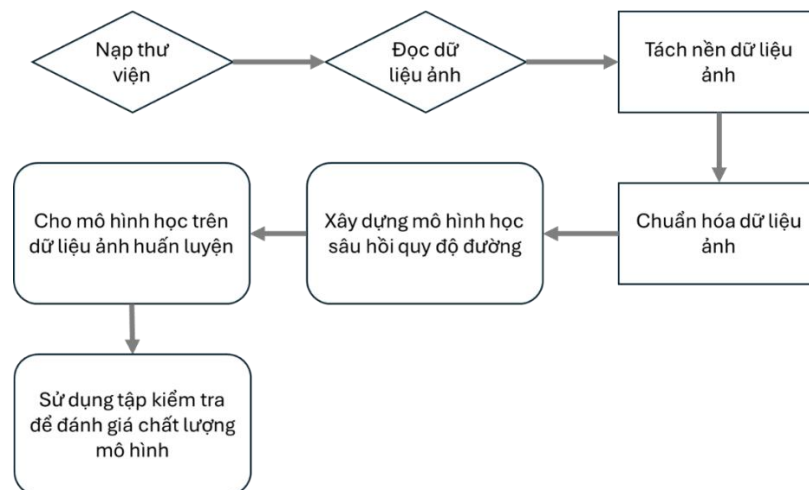 Nạp thư
viện
Đọc dữ
liệu ảnh
Tách nền dữ liệu
ảnh
Chuẩn hóa dữ liệu
ảnh
Xây dựng mô hình học
sâu hồi quy độ đường
Cho mô hình học trên
dữ liệu ảnh huấn luyện
Sử dụng tập kiểm tra
để đánh giá chất lượng
mô hình